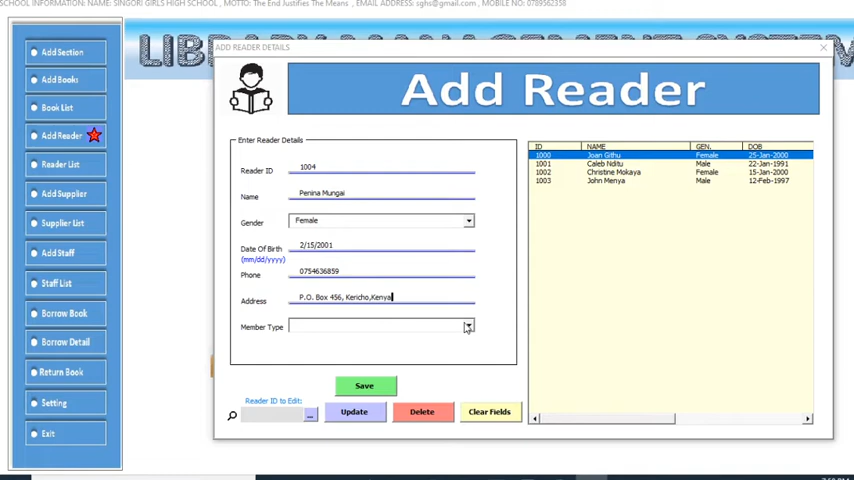 SCHOOL INFORMATION: NAME: SINGORI GIRLS HIGH SCHOOL , MOTTO: The End Justifies The Means , EMAIL ADDRESS: sghs@gmail.com , MOBILE NO: 0789562358
LIBRARY MANAGEMENT SYSTEM
Add Section
Add Books
Book List
Add Reader
Reader List
Add Supplier
Supplier List
Add Staff
Staff List
Borrow Book
Borrow Detail
Return Book
Setting
Exit
ADD READER DETAILS
Add Reader
Enter Reader Details
Reader ID 1004
Name Penina Mungai
Gender Female
Date Of Birth 2/15/2001
(mm/dd/yyyy)
Phone 0754636859
Address P.O. Box 456, Kericho,Kenya
Member Type
Save
Reader ID to Edit:
...
Update
Delete
Clear Fields
ID NAME GEN. DOB
1000 Joan Githu Female 25-Jan-2000
1001 Caleb Nditu Male 22-Jan-1991
1002 Christine Mokaya Female 15-Jan-2000
1003 John Menya Male 12-Feb-1997